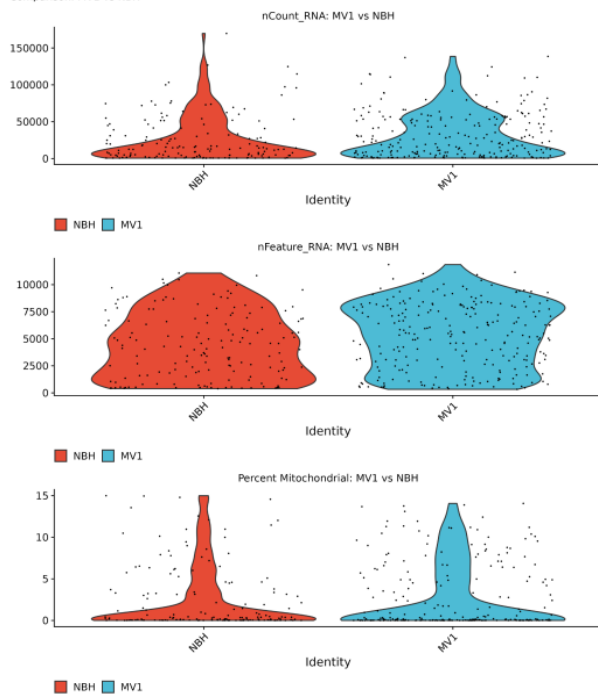 nCount_RNA: MV1 vs NBH
150000
100000
50000
0
NBH
MV1
Identity
NBH MV1
nFeature_RNA: MV1 vs NBH
10000
7500
5000
2500
0
NBH
MV1
Identity
NBH MV1
Percent Mitochondrial: MV1 vs NBH
15
10
5
0
NBH
MV1
Identity
NBH MV1